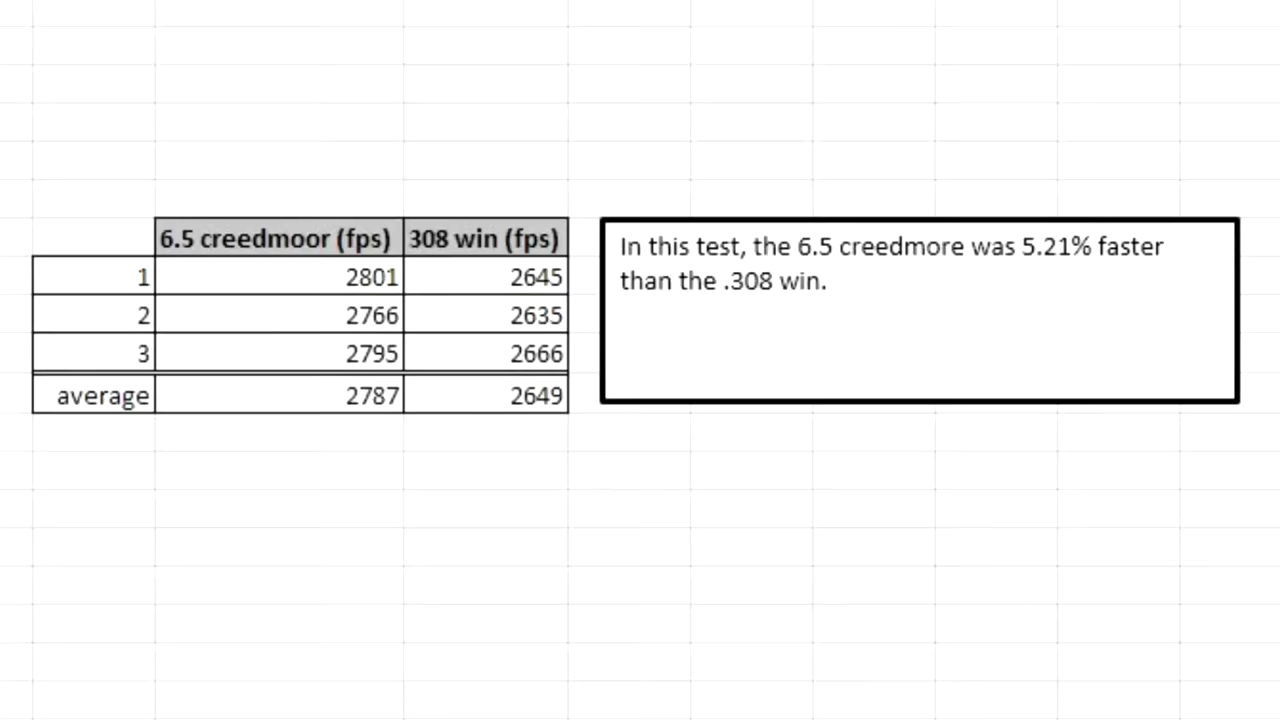 6.5 creedmoor (fps) 308 win (fps)
1 2801 2645
2 2766 2635
3 2795 2666
average 2787 2649
In this test, the 6.5 creedmore was 5.21% faster
than the .308 win.